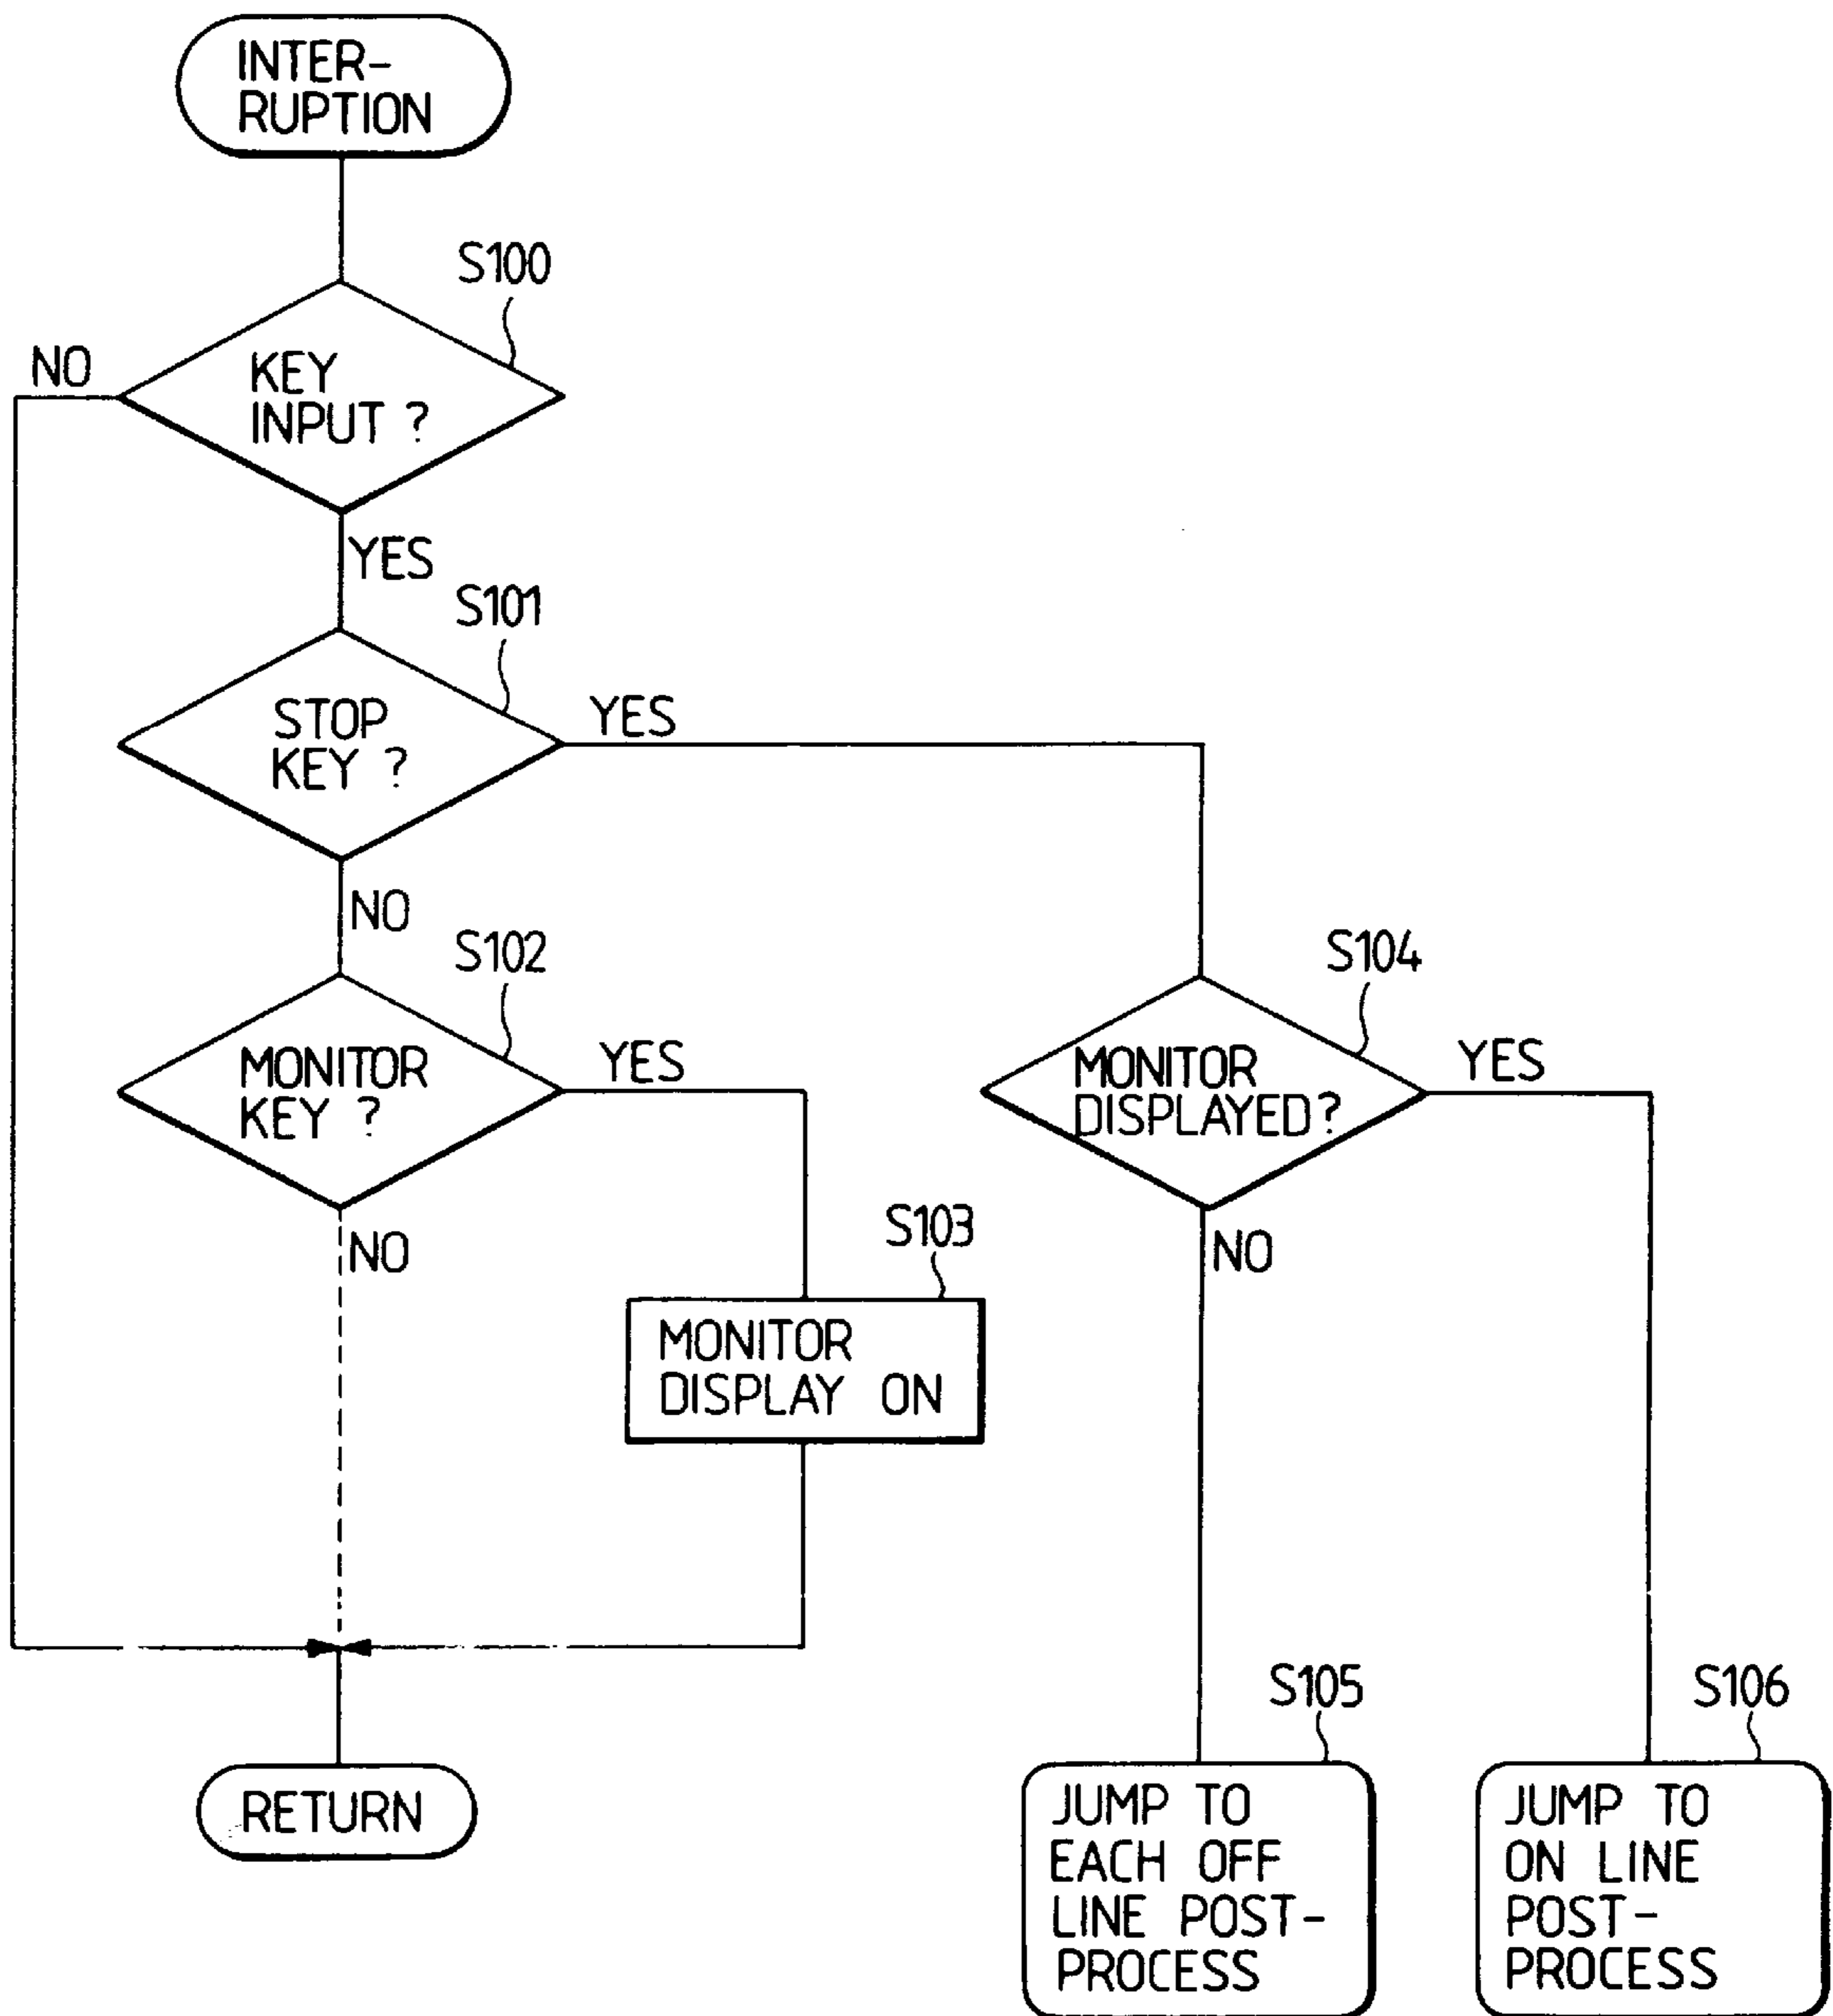 INTER-
RUPTION
S100
NO
KEY
INPUT ?
YES
S101
STOP
KEY ?
YES
NO
S102
MONITOR
KEY ?
YES
S104
MONITOR
DISPLAYED?
YES
NO
S103
MONITOR
DISPLAY ON
NO
S105
S106
RETURN
JUMP TO
EACH OFF
LINE POST-
PROCESS
JUMP TO
ON LINE
POST-
PROCESS